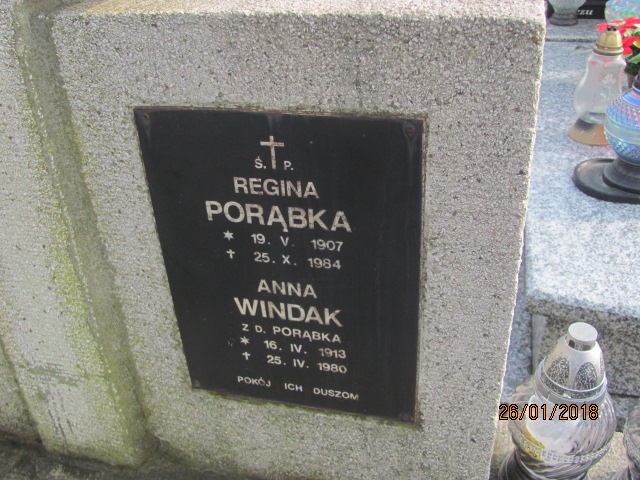 Ś. P.
REGINA
PORĄBKA
* 19. V. 1907
† 25. X. 1984
ANNA
WINDAK
Z D. PORĄBKA
* 16. IV. 1913
† 25. IV. 1980
POKÓJ ICH DUSZOM
26/01/2018